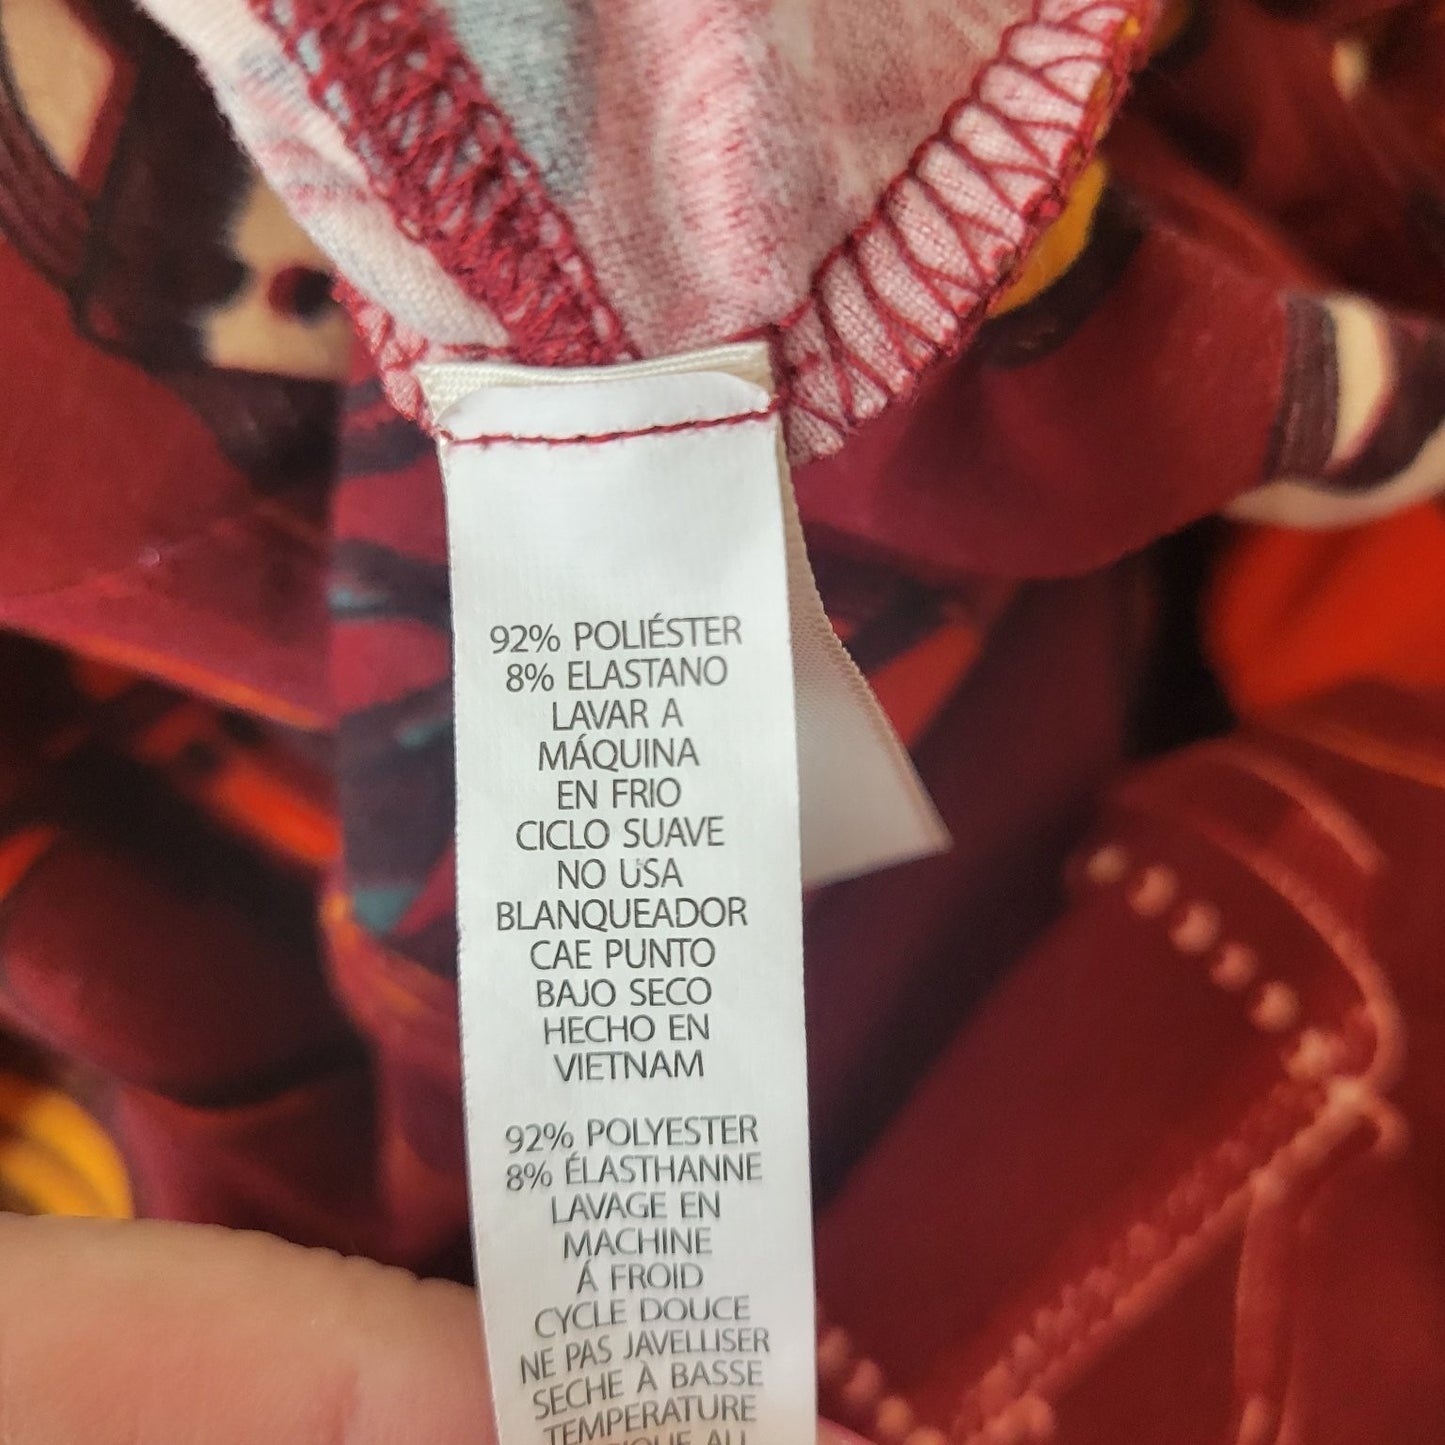 92% POLIÉSTER
8% ELASTANO
LAVAR A
MÁQUINA
EN FRIO
CICLO SUAVE
NO USA
BLANQUEADOR
CAE PUNTO
BAJO SECO
HECHO EN
VIETNAM
92% POLYESTER
8% ÉLASTHANNE
LAVAGE EN
MACHINE
Á FROID
CYCLE DOUCE
NE PAS JAVELLISER
SECHE À BASSE
TEMPERATURE
AU